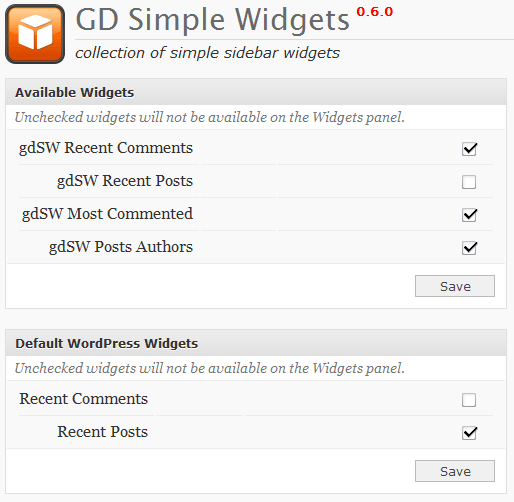 GD Simple Widgets 0.6.0
collection of simple sidebar widgets
Available Widgets
Unchecked widgets will not be available on the Widgets panel.
gdSW Recent Comments
gdSW Recent Posts
gdSW Most Commented
gdSW Posts Authors
Save
Default WordPress Widgets
Unchecked widgets will not be available on the Widgets panel.
Recent Comments
Recent Posts
Save